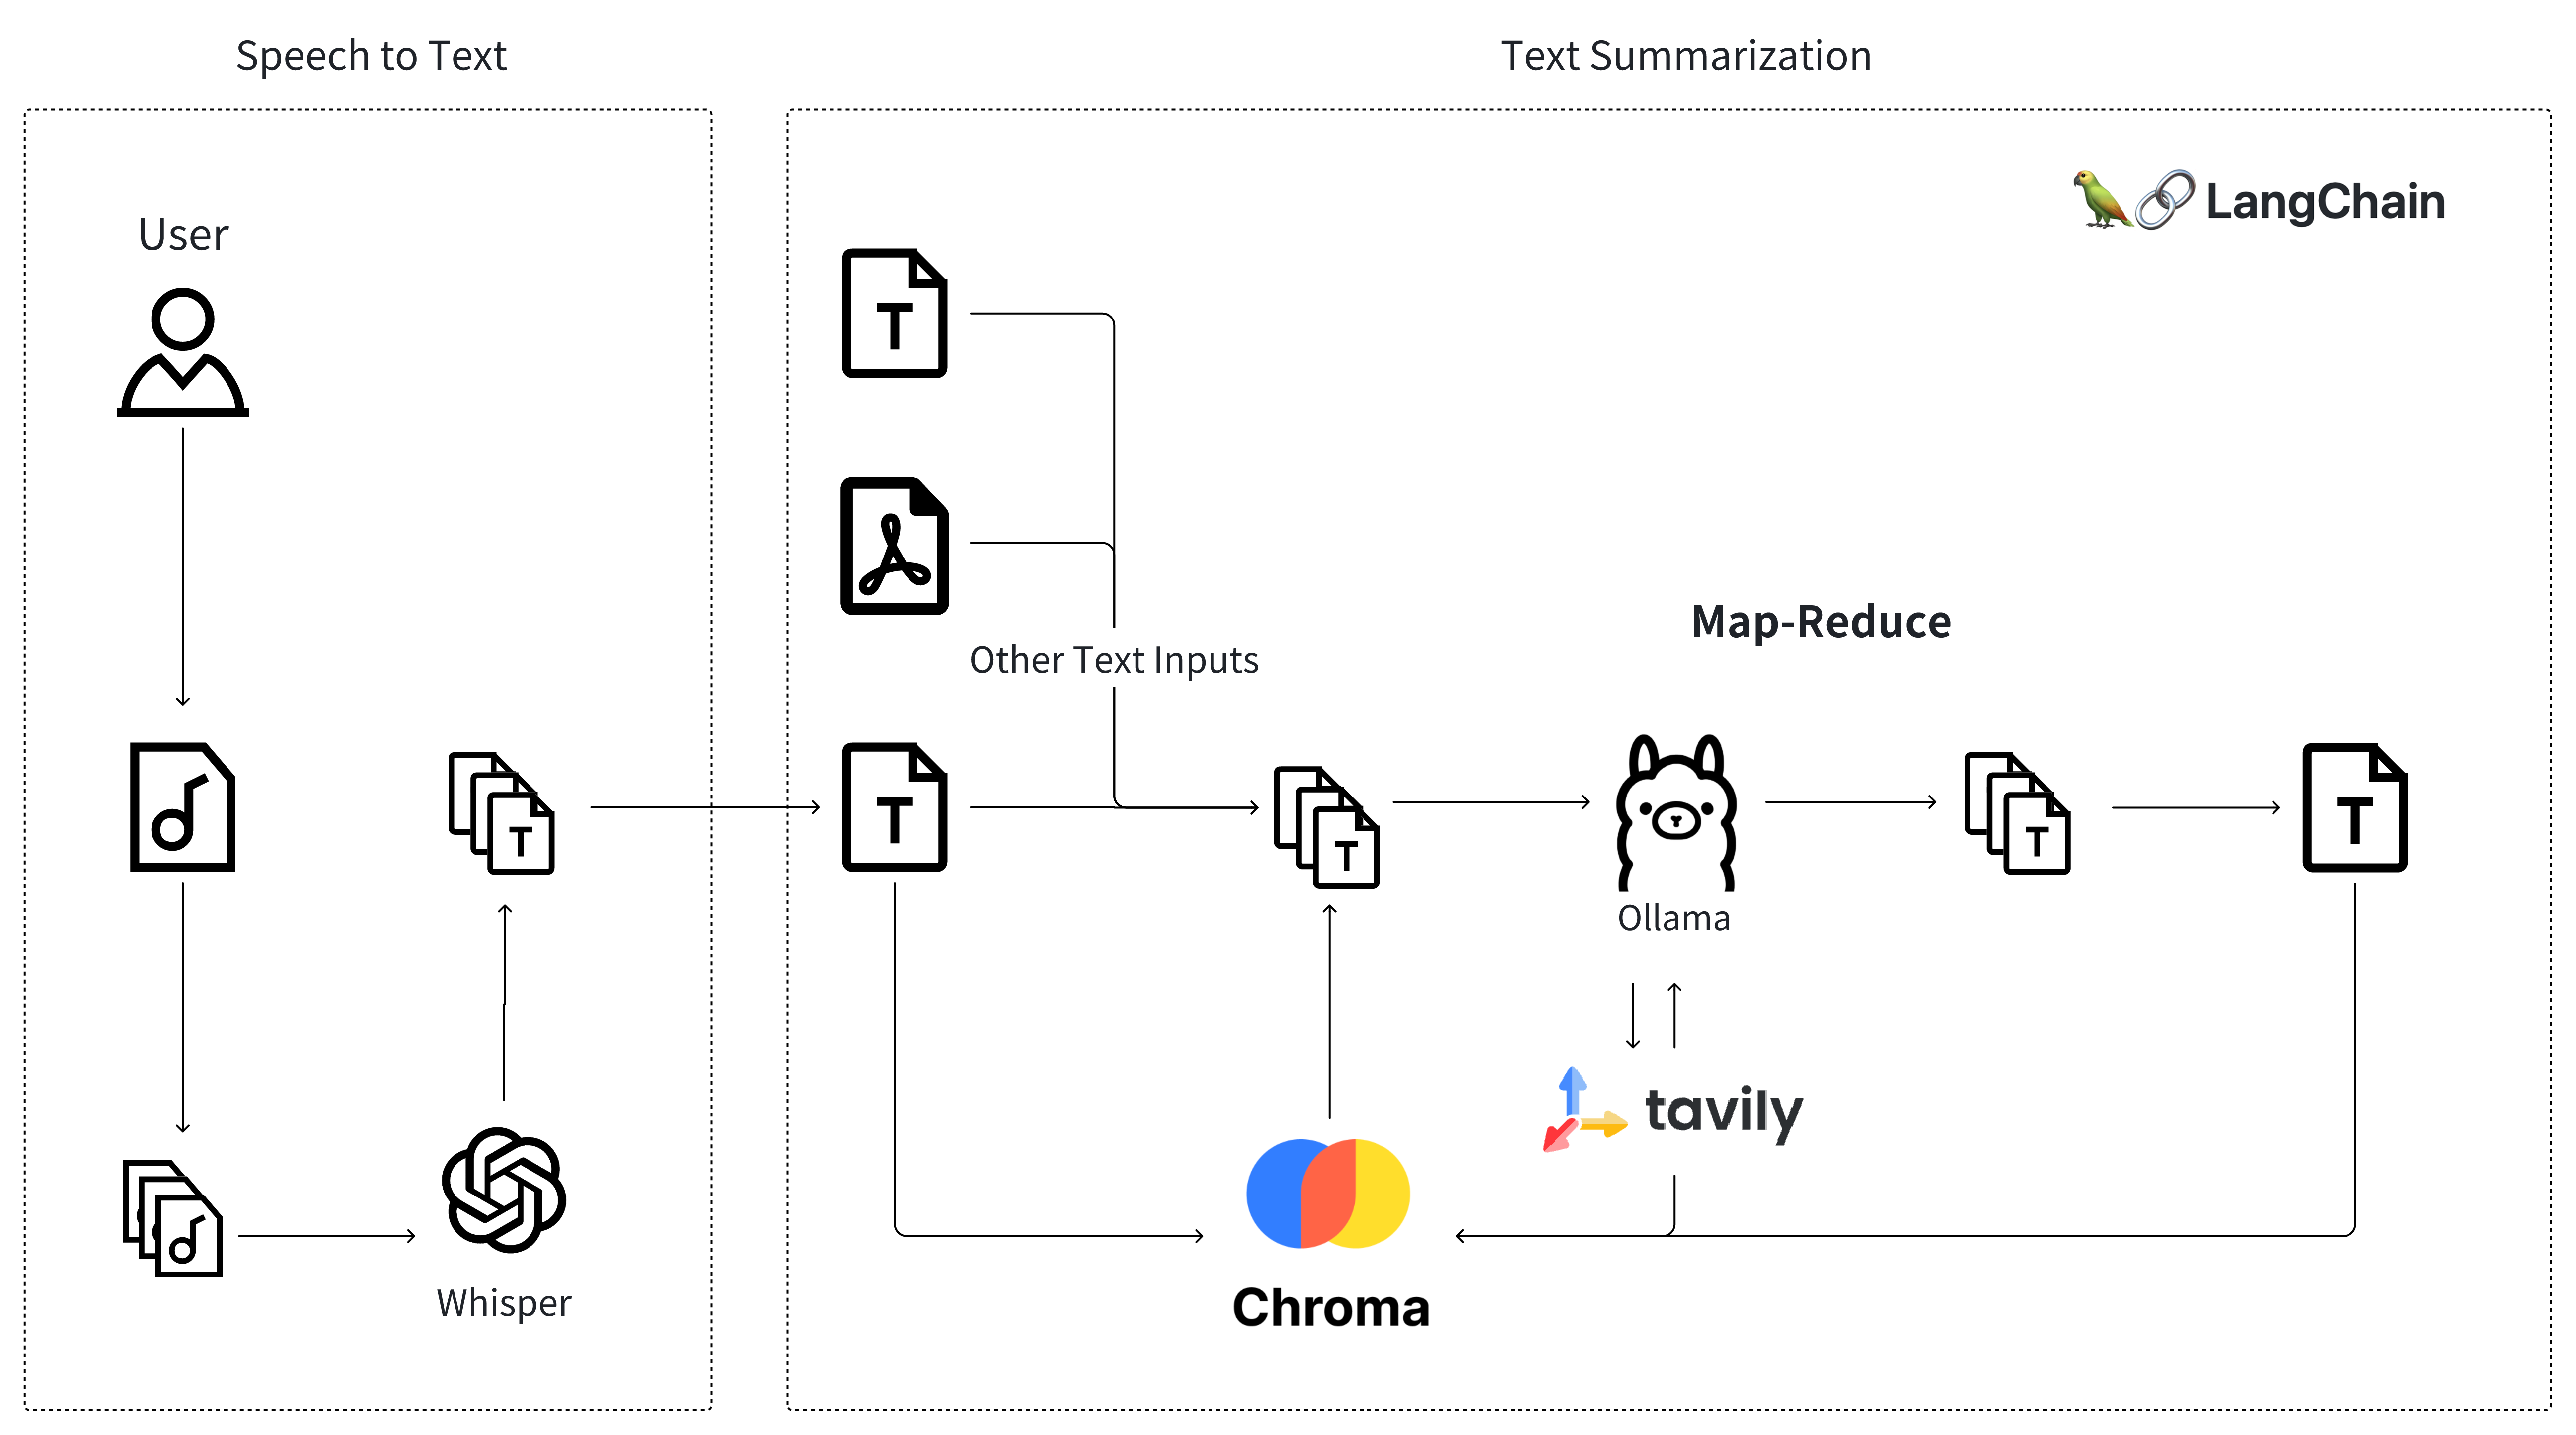 Speech to Text
Text Summarization
LangChain
User
T
Other Text Inputs
Map-Reduce
T
T
T
T
T
Ollama
tavily
Whisper
Chroma